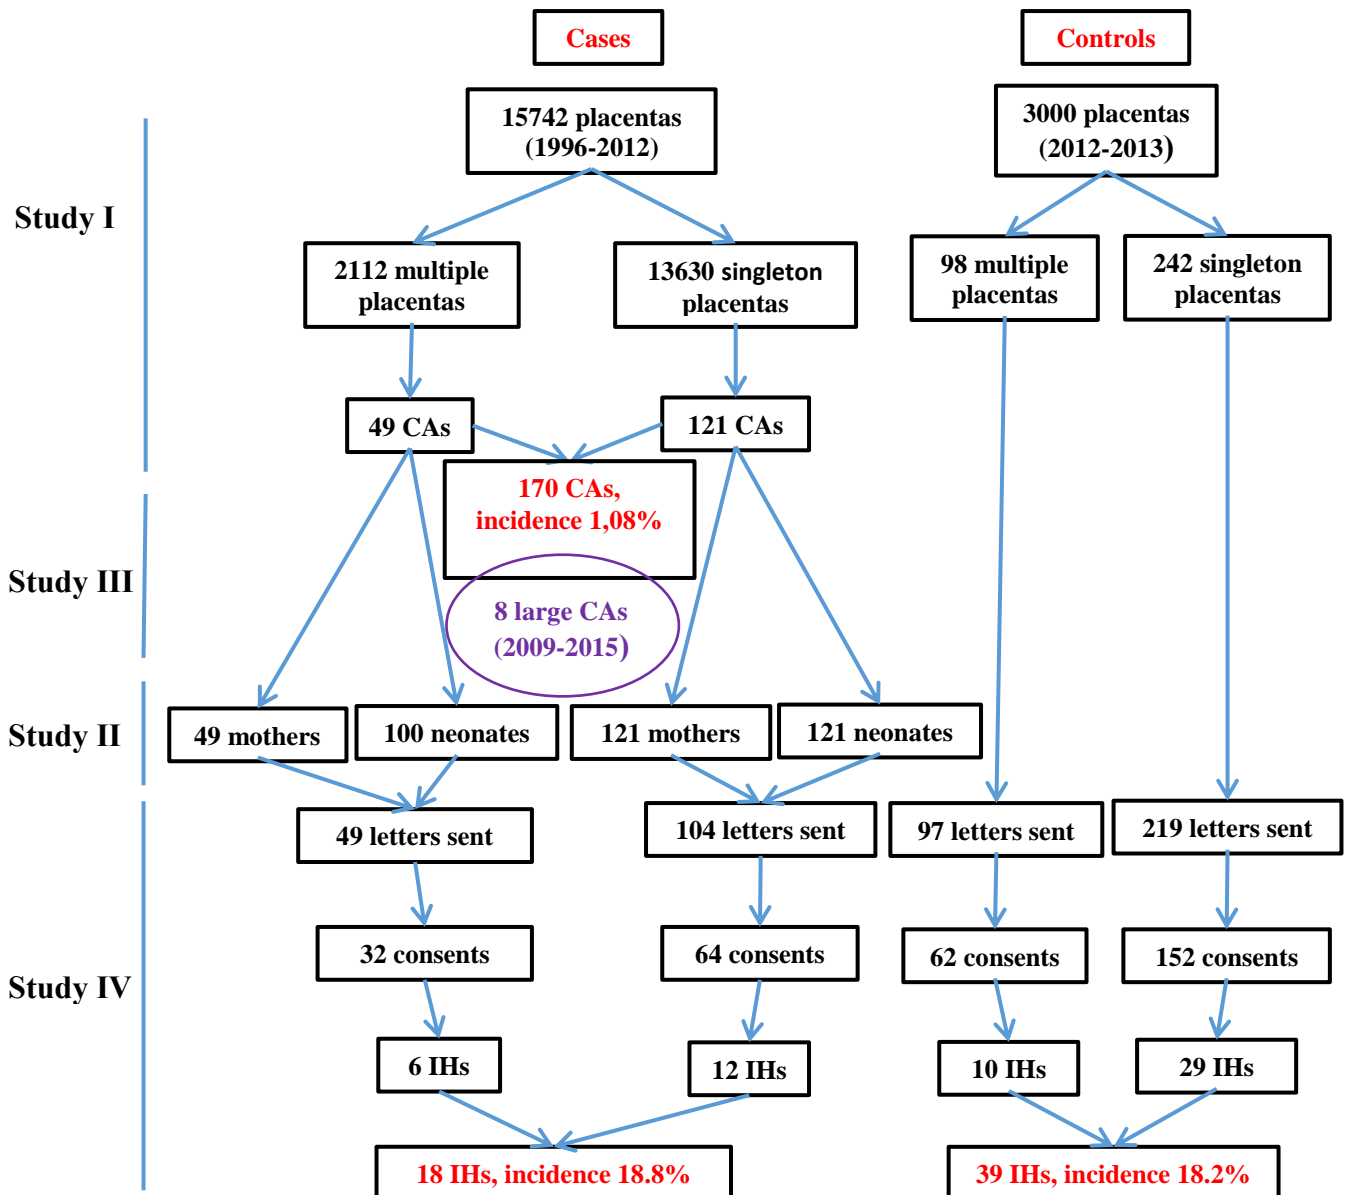 Cases
Controls
15742 placentas
(1996-2012)
3000 placentas
(2012-2013)
Study I
2112 multiple
placentas
13630 singleton
placentas
98 multiple
placentas
242 singleton
placentas
49 CAs
121 CAs
170 CAs,
incidence 1,08%
Study III
8 large CAs
(2009-2015)
Study II
49 mothers
100 neonates
121 mothers
121 neonates
49 letters sent
104 letters sent
97 letters sent
219 letters sent
32 consents
64 consents
62 consents
152 consents
Study IV
6 IHs
12 IHs
10 IHs
29 IHs
18 IHs, incidence 18.8%
39 IHs, incidence 18.2%